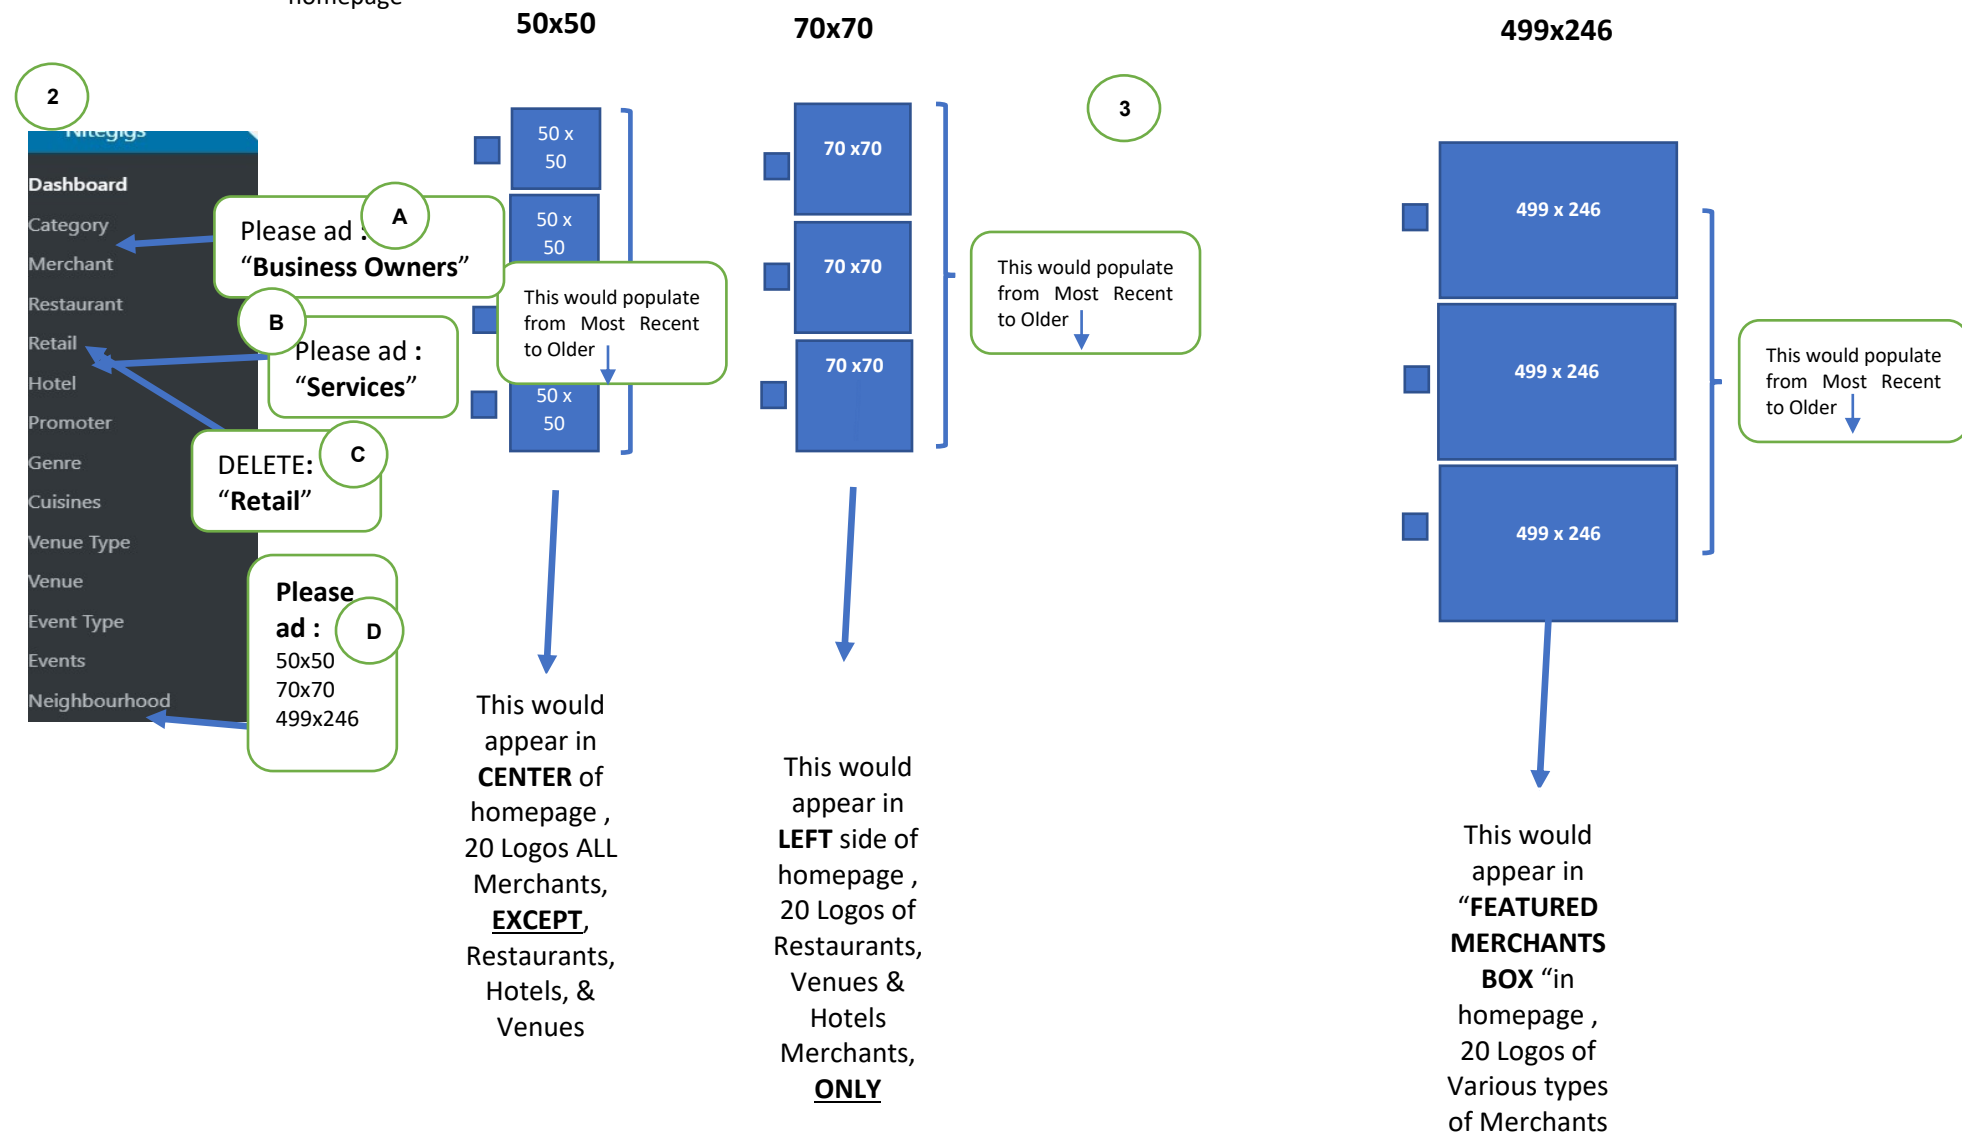 homepage
50x50
70x70
499x246
2
3
Nitegigs
Dashboard
Category
Merchant
Restaurant
Retail
Hotel
Promoter
Genre
Cuisines
Venue Type
Venue
Event Type
Events
Neighbourhood
A
Please ad :
“Business Owners”
B
Please ad :
“Services”
C
DELETE:
“Retail”
D
Please
ad :
50x50
70x70
499x246
50 x
50
50 x
50
50 x
50
This would populate
from Most Recent
to Older
70 x70
70 x70
70 x70
This would populate
from Most Recent
to Older
499 x 246
499 x 246
499 x 246
This would populate
from Most Recent
to Older
This would
appear in
CENTER of
homepage ,
20 Logos ALL
Merchants,
EXCEPT,
Restaurants,
Hotels, &
Venues
This would
appear in
LEFT side of
homepage ,
20 Logos of
Restaurants,
Venues &
Hotels
Merchants,
ONLY
This would
appear in
“FEATURED
MERCHANTS
BOX “in
homepage ,
20 Logos of
Various types
of Merchants